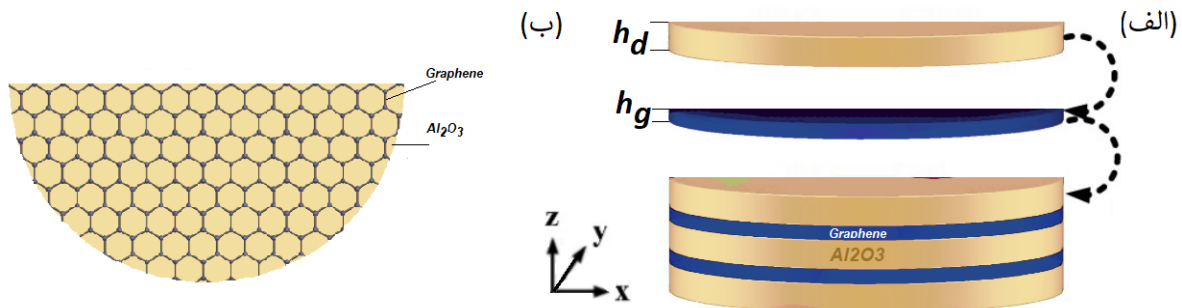 (الف)
(ب)
h_d
h_g
Graphene
Al₂O₃
Graphene
Al2O3
z
y
x